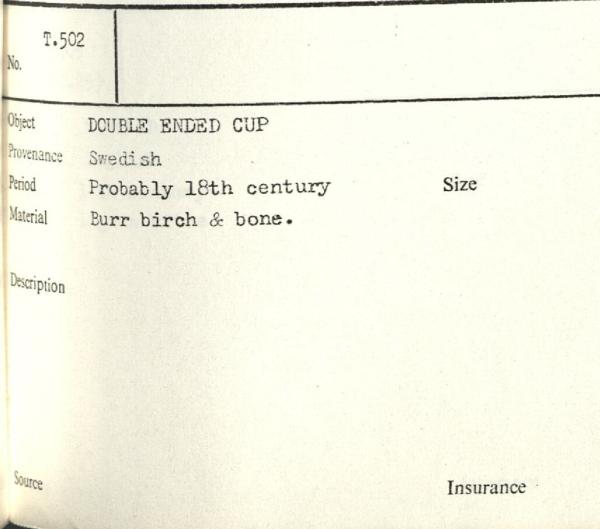 T.502
No.
Object DOUBLE ENDED CUP
Provenance Swedish
Period Probably 18th century Size
Material Burr birch & bone.
Description
Source
Insurance